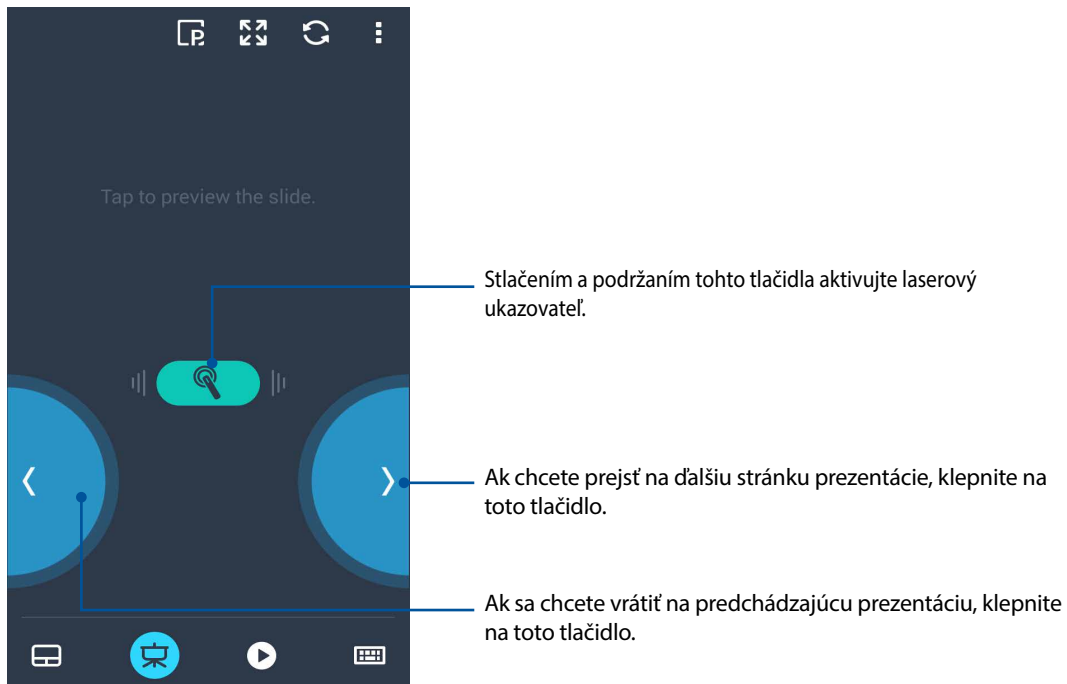 Tap to preview the slide.
Stlačením a podržaním tohto tlačidla aktivujte laserový
ukazovateľ.
Ak chcete prejsť na ďalšiu stránku prezentácie, klepnite na
toto tlačidlo.
Ak sa chcete vrátiť na predchádzajúcu prezentáciu, klepnite
na toto tlačidlo.